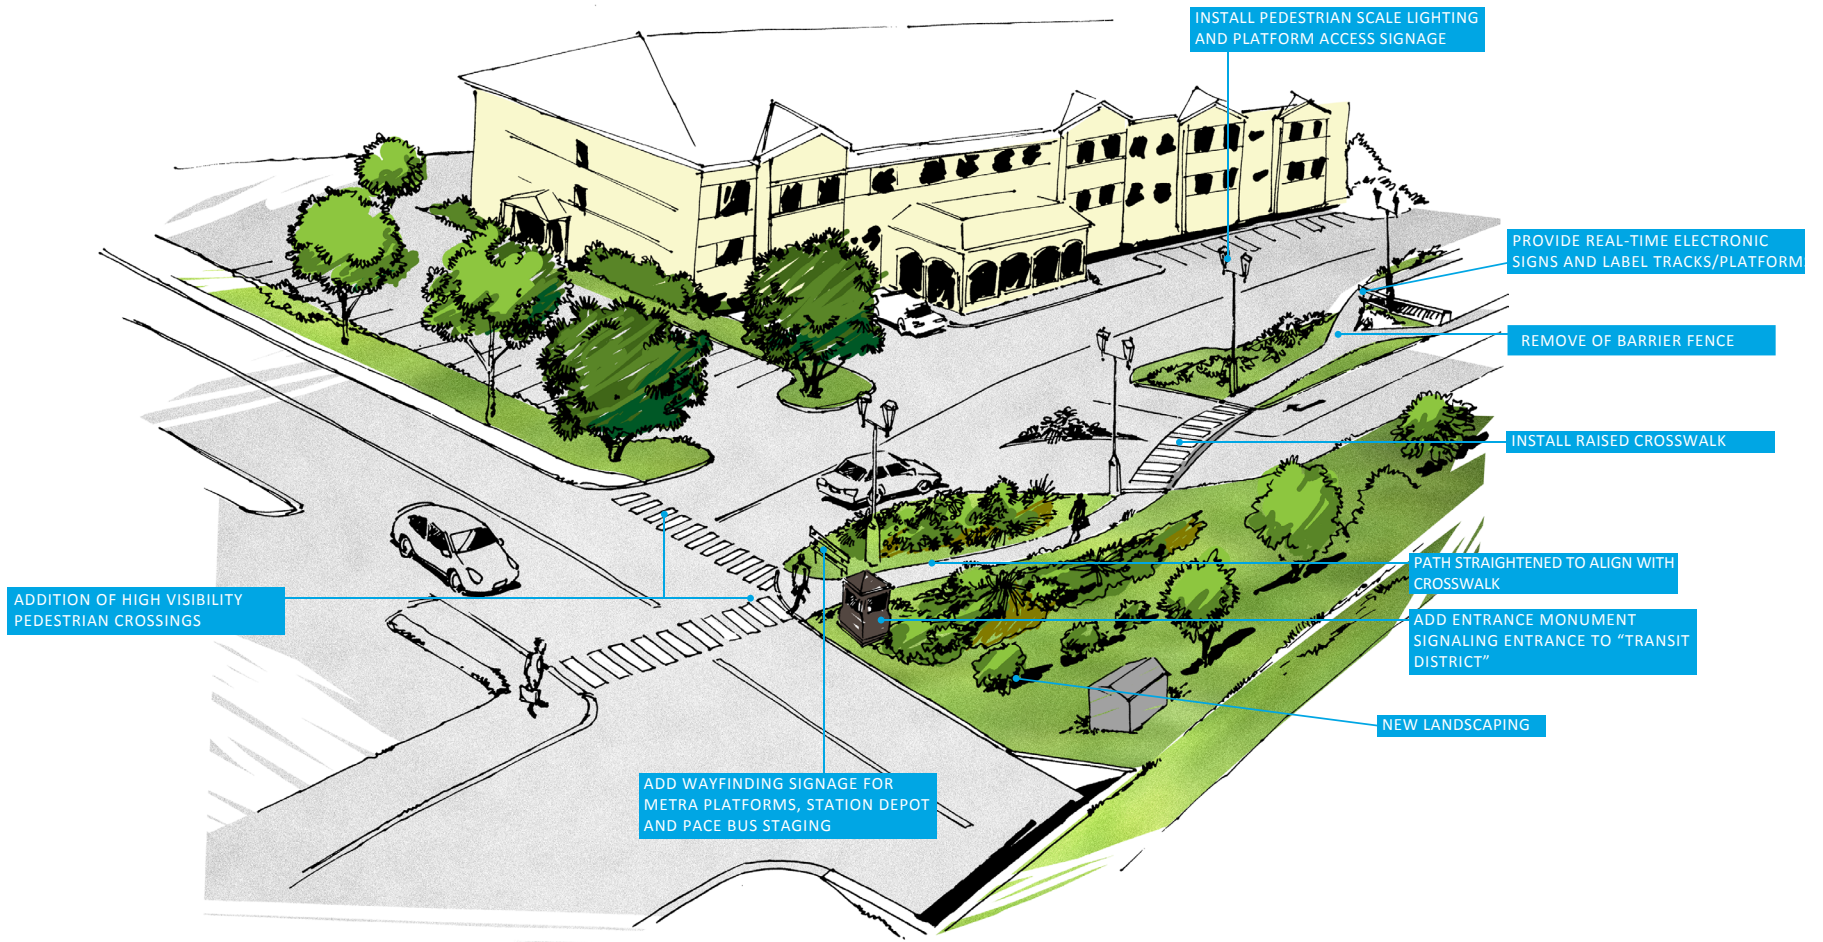 INSTALL PEDESTRIAN SCALE LIGHTING
AND PLATFORM ACCESS SIGNAGE
PROVIDE REAL-TIME ELECTRONIC
SIGNS AND LABEL TRACKS/PLATFORM
REMOVE OF BARRIER FENCE
INSTALL RAISED CROSSWALK
PATH STRAIGHTENED TO ALIGN WITH
CROSSWALK
ADDITION OF HIGH VISIBILITY
PEDESTRIAN CROSSINGS
ADD ENTRANCE MONUMENT
SIGNALING ENTRANCE TO “TRANSIT
DISTRICT”
NEW LANDSCAPING
ADD WAYFINDING SIGNAGE FOR
METRA PLATFORMS, STATION DEPOT
AND PACE BUS STAGING